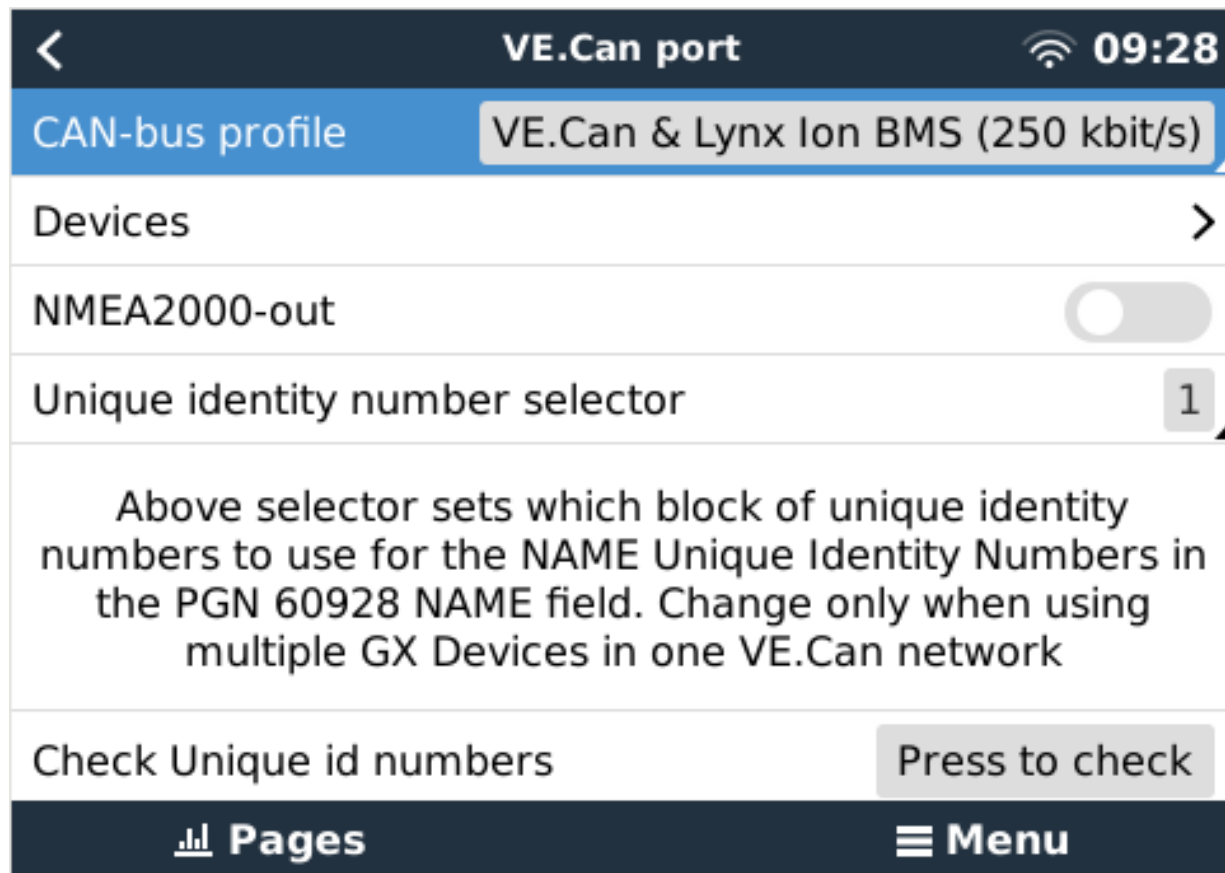 VE.Can port
09:28
CAN-bus profile
VE.Can & Lynx Ion BMS (250 kbit/s)
Devices
NMEA2000-out
Unique identity number selector
1
Above selector sets which block of unique identity
numbers to use for the NAME Unique Identity Numbers in
the PGN 60928 NAME field. Change only when using
multiple GX Devices in one VE.Can network
Check Unique id numbers
Press to check
Pages
Menu